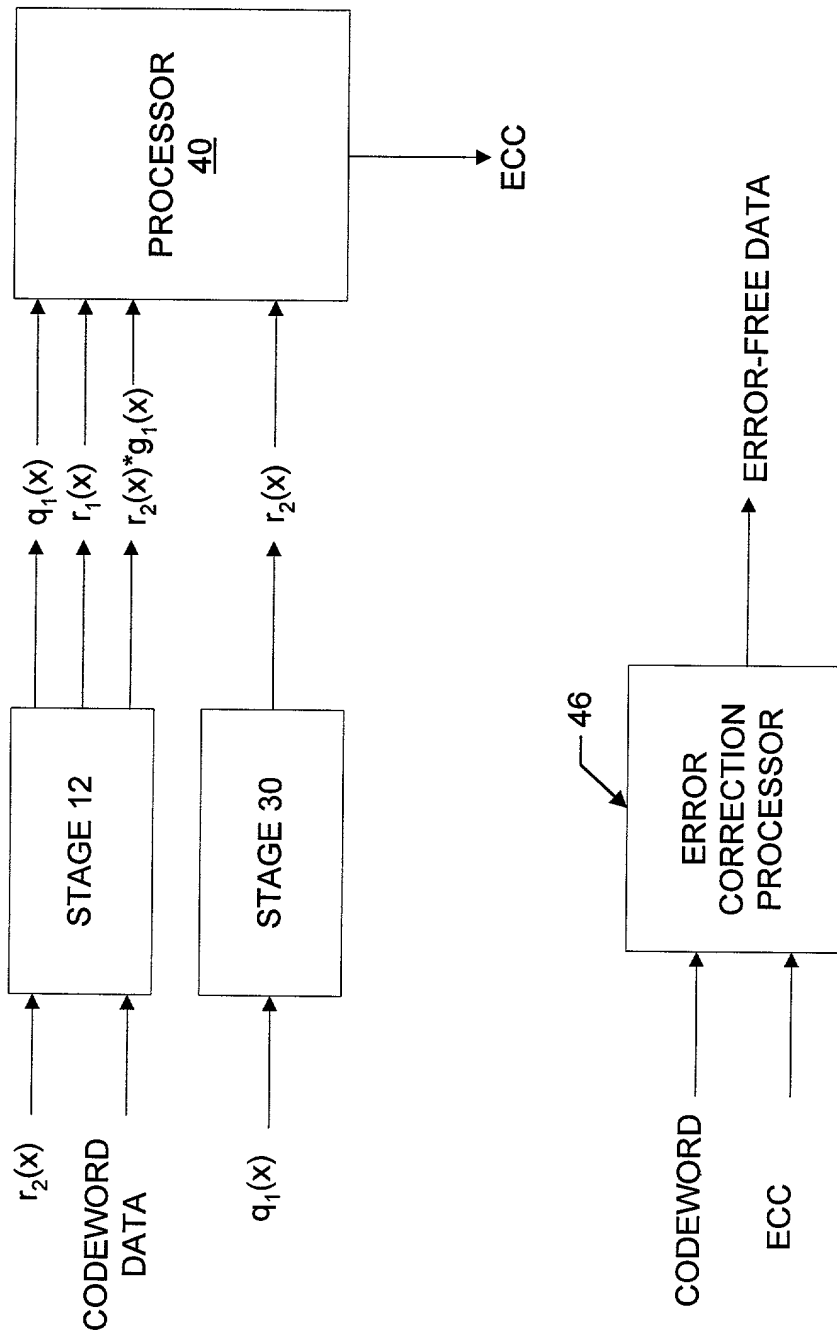 r₂(x)
CODEWORD
DATA
STAGE 12
q₁(x)
r₁(x)
r₂(x)*g₁(x)
PROCESSOR
40
ECC
q₁(x)
STAGE 30
r₂(x)
CODEWORD
ECC
46
ERROR
CORRECTION
PROCESSOR
ERROR-FREE DATA